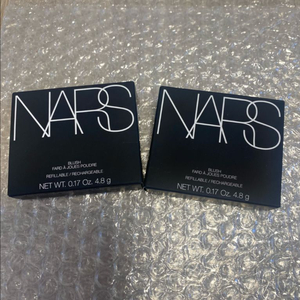 NARS
BLUSH
FARD À JOUES POUDRE
REFILLABLE / RECHARGEABLE
NET WT. 0.17 Oz. 4.8 g
NARS
BLUSH
FARD À JOUES POUDRE
REFILLABLE / RECHARGEABLE
NET WT. 0.17 Oz. 4.8 g